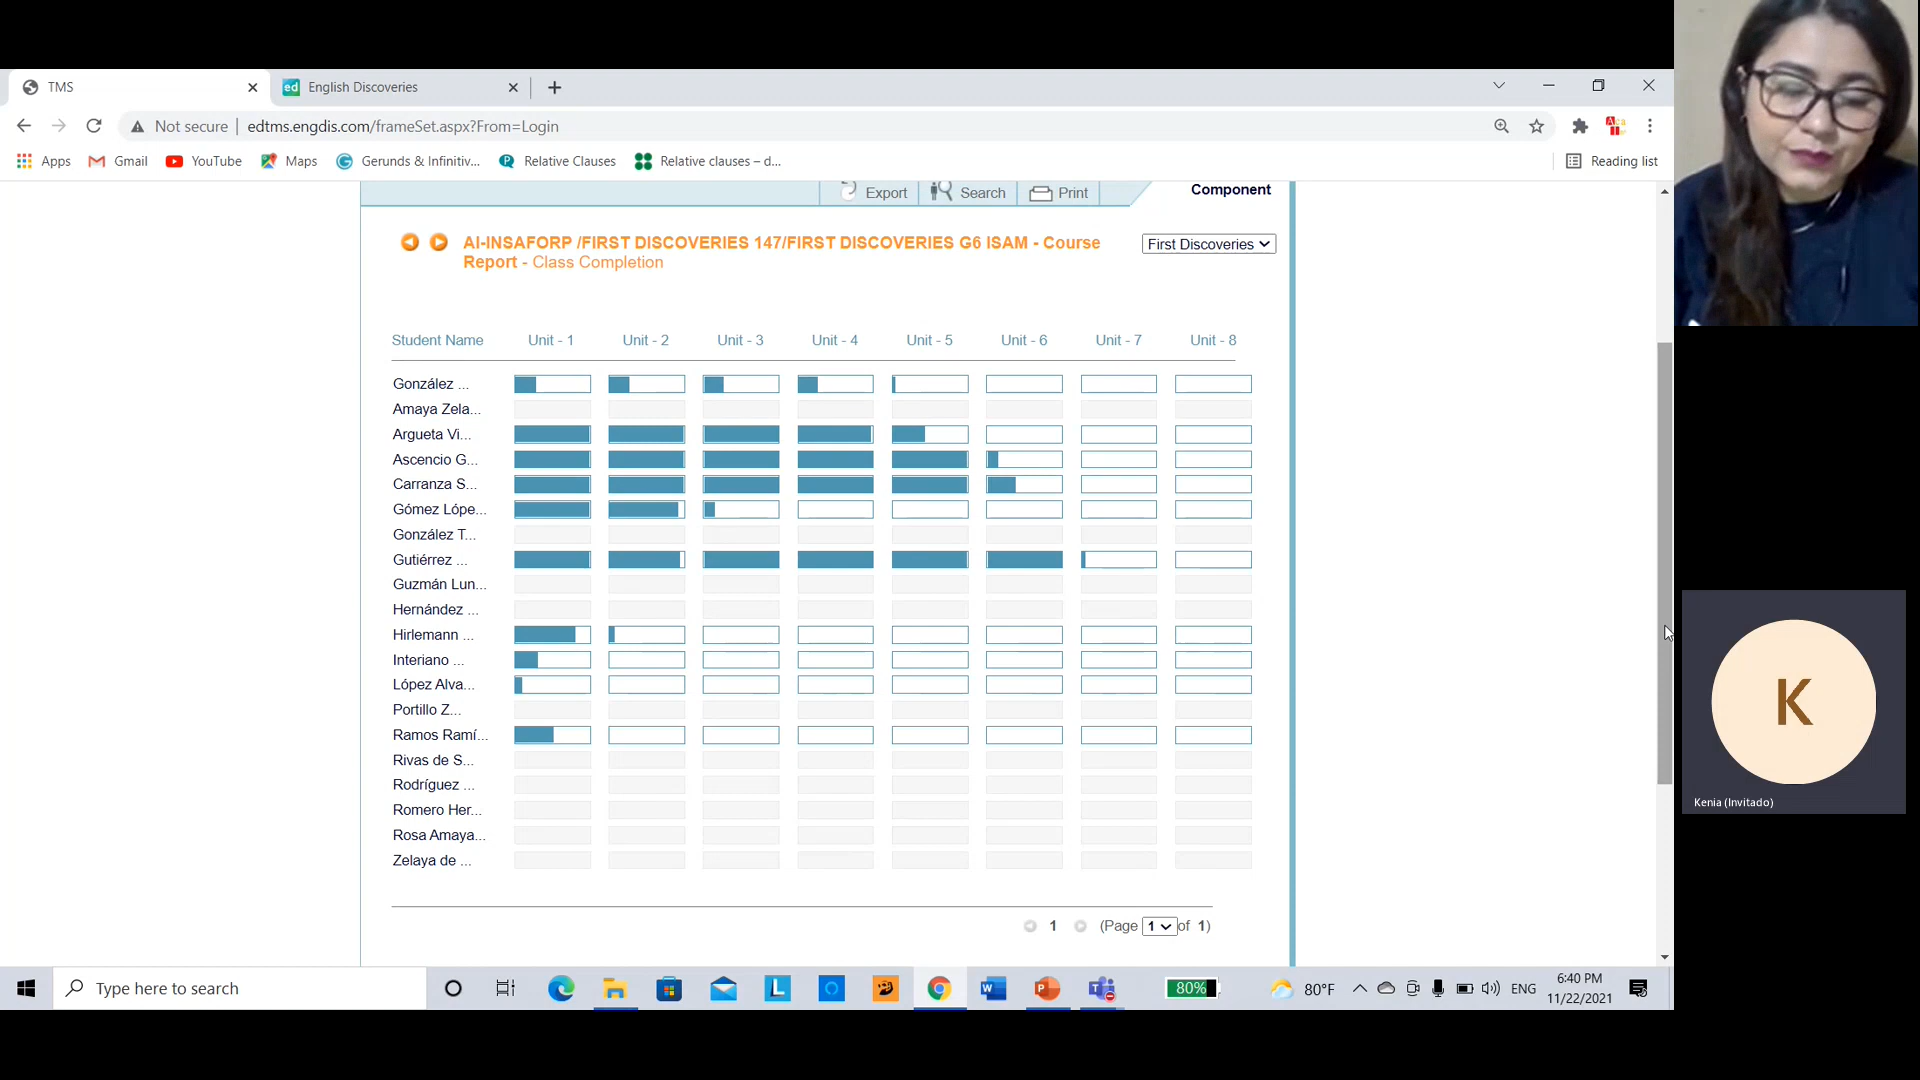 TMS
English Discoveries
Not secure
edtms.engdis.com/frameSet.aspx?From=Login
Apps
Gmail
YouTube
Maps
Gerunds & Infinitiv...
Relative Clauses
Relative clauses – d...
Reading list
Export
Search
Print
Component
AI-INSAFORP /FIRST DISCOVERIES 147/FIRST DISCOVERIES G6 ISAM - Course
Report - Class Completion
First Discoveries
Student Name Unit - 1 Unit - 2 Unit - 3 Unit - 4 Unit - 5 Unit - 6 Unit - 7 Unit - 8
González ...
Amaya Zela...
Argueta Vi...
Ascencio G...
Carranza S...
Gómez Lópe...
González T...
Gutiérrez ...
Guzmán Lun...
Hernández ...
Hirlemann ...
Interiano ...
López Alva...
Portillo Z...
Ramos Ramí...
Rivas de S...
Rodríguez ...
Romero Her...
Rosa Amaya...
Zelaya de ...
1 (Page 1 of 1)
K
Kenia (Invitado)
Type here to search
80%
80°F
ENG
6:40 PM
11/22/2021